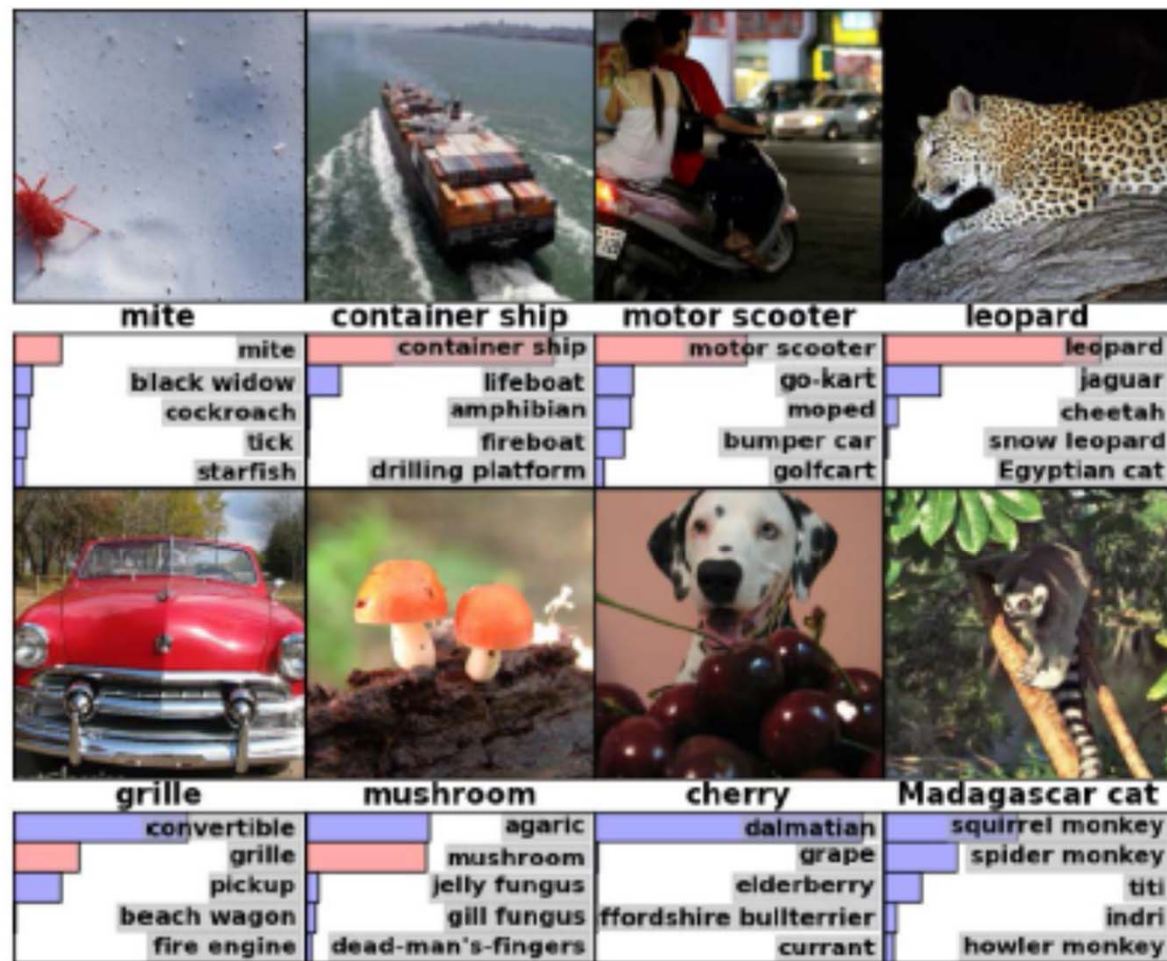 mite
container ship
motor scooter
leopard
mite
black widow
cockroach
tick
starfish
container ship
lifeboat
amphibian
fireboat
drilling platform
motor scooter
go-kart
moped
bumper car
golfcart
leopard
jaguar
cheetah
snow leopard
Egyptian cat
grille
mushroom
cherry
Madagascar cat
convertible
grille
pickup
beach wagon
fire engine
agaric
mushroom
jelly fungus
gill fungus
dead-man's-fingers
dalmatian
grape
elderberry
ffordshire bullterrier
currant
squirrel monkey
spider monkey
titi
indri
howler monkey